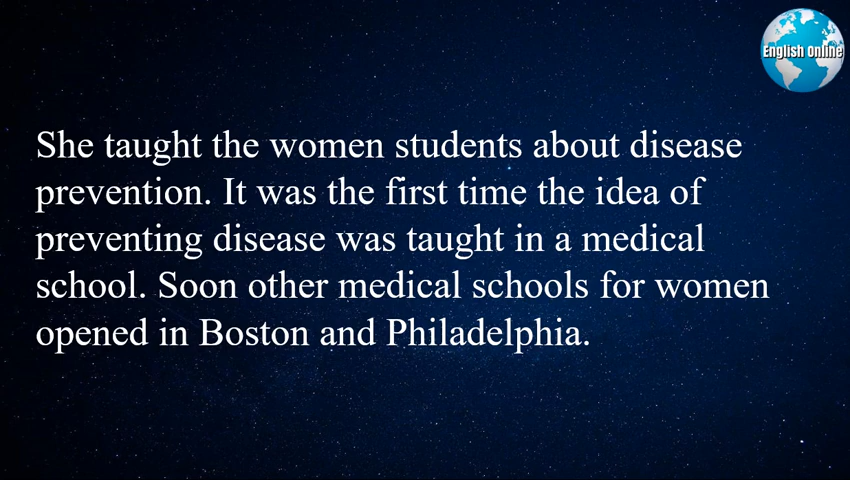 English Online
She taught the women students about disease
prevention. It was the first time the idea of
preventing disease was taught in a medical
school. Soon other medical schools for women
opened in Boston and Philadelphia.